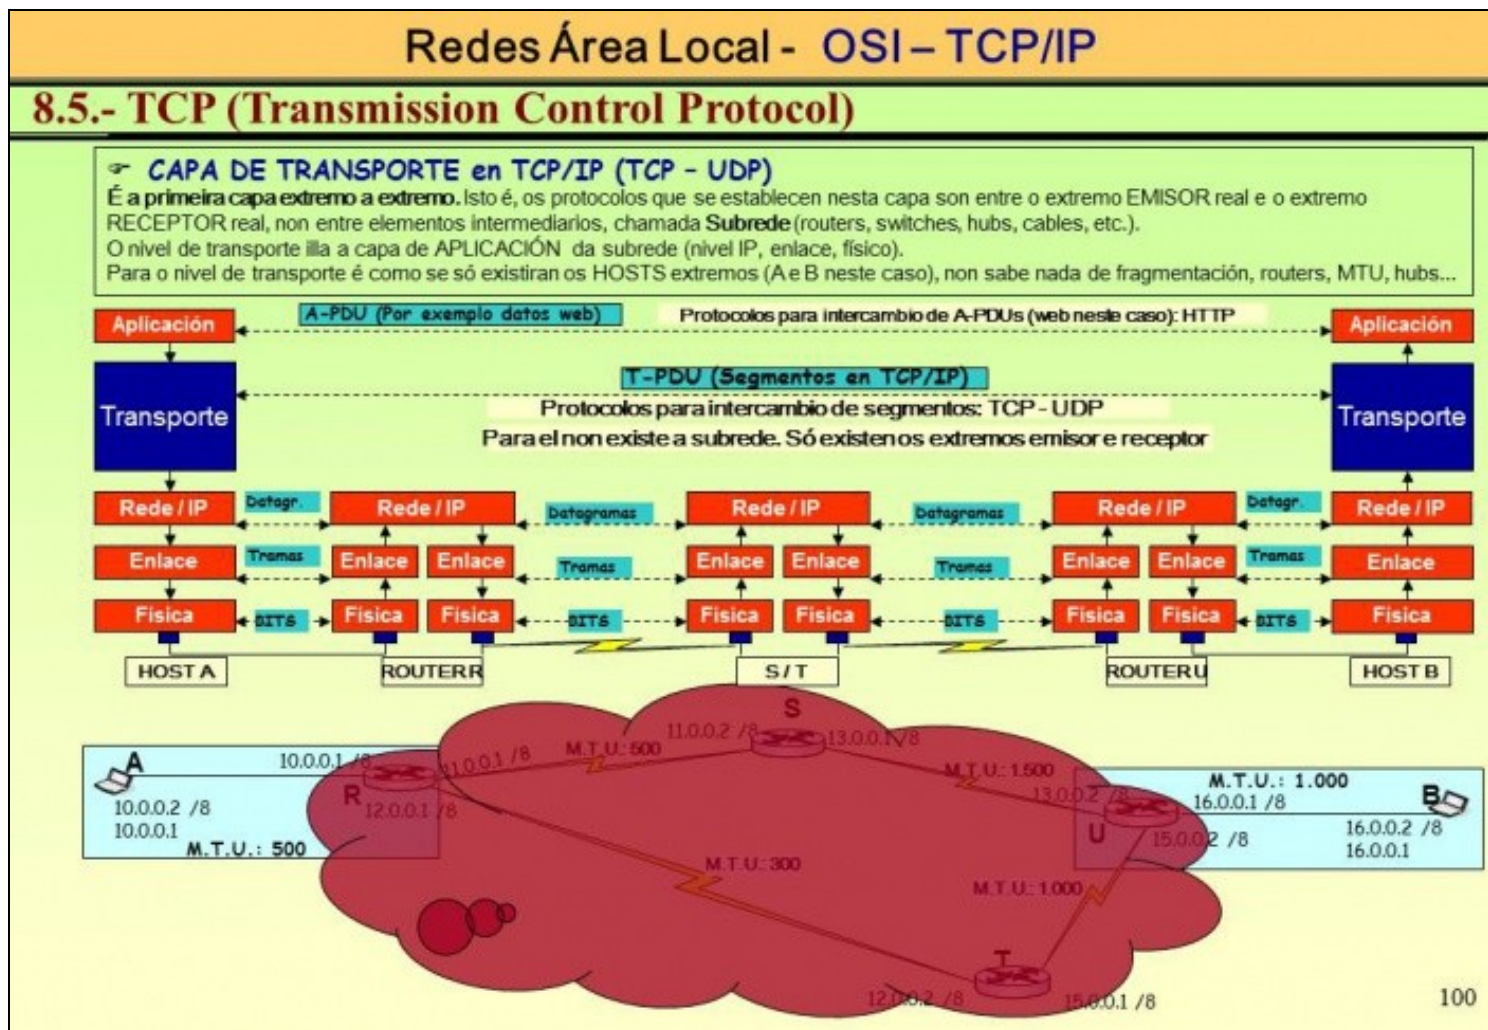 Redes Área Local - OSI – TCP/IP
8.5.- TCP (Transmission Control Protocol)
☞ CAPA DE TRANSPORTE en TCP/IP (TCP – UDP)
É a primeira capa extremo a extremo. Isto é, os protocolos que se establecen nesta capa son entre o extremo EMISOR real e o extremo
RECEPTOR real, non entre elementos intermediarios, chamada Subrede (routers, switches, hubs, cables, etc.).
O nivel de transporte illa a capa de APLICACIÓN da subrede (nivel IP, enlace, físico).
Para o nivel de transporte é como se só existiran os HOSTS extremos (A e B neste caso), non sabe nada de fragmentación, routers, MTU, hubs...
Aplicación A-PDU (Por exemplo datos web) Protocolos para intercambio de A-PDUs (web neste caso): HTTP Aplicación
T-PDU (Segmentos en TCP/IP)
Transporte Protocolos para intercambio de segmentos: TCP - UDP Transporte
Para el non existe a subrede. Só existen os extremos emisor e receptor
Rede / IP Datagr. Rede / IP Datagramas Rede / IP Datagramas Rede / IP Datagr. Rede / IP
Enlace Tramas Enlace Enlace Tramas Enlace Enlace Tramas Enlace Enlace Tramas Enlace
Física BITS Física Física BITS Física Física BITS Física Física BITS Física
HOST A ROUTER R S / T ROUTER U HOST B
S
11.0.0.2 /8 13.0.0.1 /8
A 10.0.0.1 /8 11.0.0.1 /8 M.T.U.: 500 M.T.U.: 1.500 M.T.U.: 1.000
R 13.0.0.2 /8 16.0.0.1 /8 B
10.0.0.2 /8 12.0.0.1 /8 16.0.0.2 /8
10.0.0.1 U 15.0.0.2 /8 16.0.0.1
M.T.U.: 500 M.T.U.: 300
M.T.U.: 1.000
T
12.0.0.2 /8 15.0.0.1 /8
100